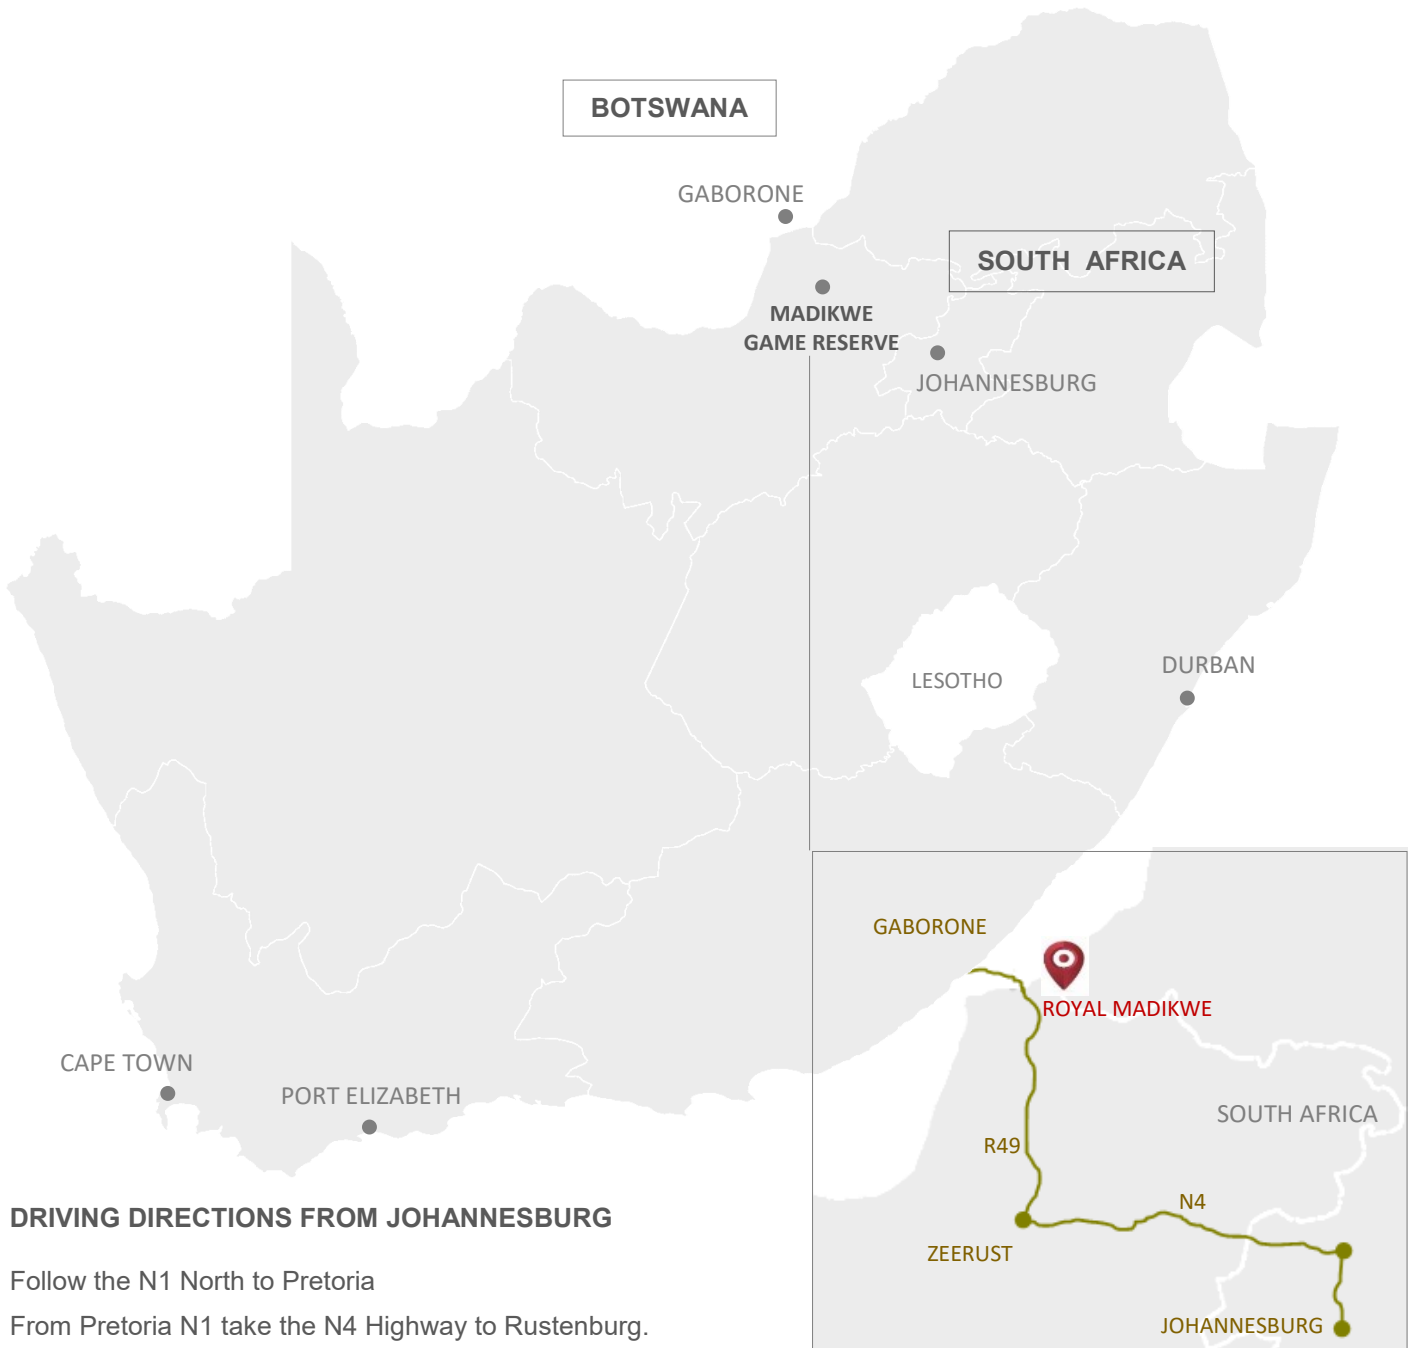 BOTSWANA
GABORONE
SOUTH AFRICA
MADIKWE
GAME RESERVE
JOHANNESBURG
LESOTHO
DURBAN
CAPE TOWN
PORT ELIZABETH
GABORONE
ROYAL MADIKWE
SOUTH AFRICA
R49
N4
ZEERUST
JOHANNESBURG
DRIVING DIRECTIONS FROM JOHANNESBURG
Follow the N1 North to Pretoria
From Pretoria N1 take the N4 Highway to Rustenburg.